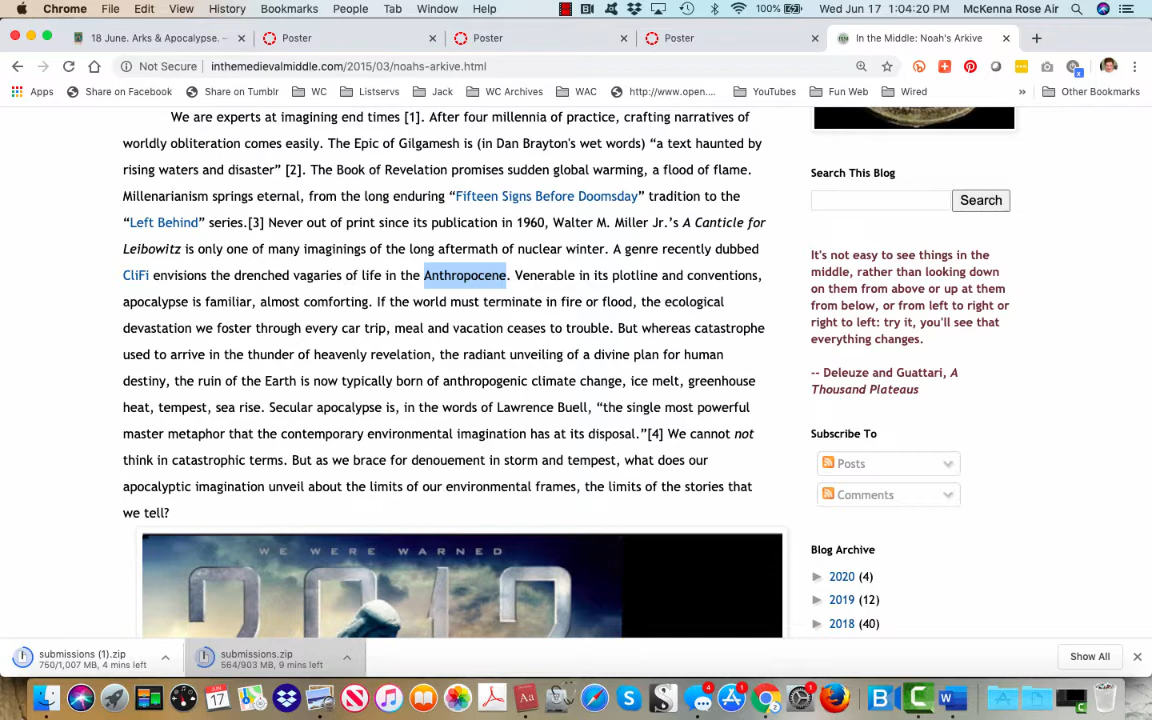 Chrome File Edit View History Bookmarks People Tab Window Help 100% Wed Jun 17 1:04:20 PM McKenna Rose Air
18 June. Arks & Apocalypse. – Poster Poster Poster In the Middle: Noah's Arkive
Not Secure inthemedievalmiddle.com/2015/03/noahs-arkive.html
Apps Share on Facebook Share on Tumblr WC Listservs Jack WC Archives WAC http://www.open.... YouTubes Fun Web Wired » Other Bookmarks
We are experts at imagining end times [1]. After four millennia of practice, crafting narratives of
worldly obliteration comes easily. The Epic of Gilgamesh is (in Dan Brayton's wet words) “a text haunted by
rising waters and disaster” [2]. The Book of Revelation promises sudden global warming, a flood of flame.
Millenarianism springs eternal, from the long enduring “Fifteen Signs Before Doomsday” tradition to the
“Left Behind” series.[3] Never out of print since its publication in 1960, Walter M. Miller Jr.’s A Canticle for
Leibowitz is only one of many imaginings of the long aftermath of nuclear winter. A genre recently dubbed
CliFi envisions the drenched vagaries of life in the Anthropocene. Venerable in its plotline and conventions,
apocalypse is familiar, almost comforting. If the world must terminate in fire or flood, the ecological
devastation we foster through every car trip, meal and vacation ceases to trouble. But whereas catastrophe
used to arrive in the thunder of heavenly revelation, the radiant unveiling of a divine plan for human
destiny, the ruin of the Earth is now typically born of anthropogenic climate change, ice melt, greenhouse
heat, tempest, sea rise. Secular apocalypse is, in the words of Lawrence Buell, “the single most powerful
master metaphor that the contemporary environmental imagination has at its disposal.”[4] We cannot not
think in catastrophic terms. But as we brace for denouement in storm and tempest, what does our
apocalyptic imagination unveil about the limits of our environmental frames, the limits of the stories that
we tell?
WE WERE WARNED
2012
Search This Blog
Search
It's not easy to see things in the
middle, rather than looking down
on them from above or up at them
from below, or from left to right or
right to left: try it, you'll see that
everything changes.
-- Deleuze and Guattari, A
Thousand Plateaus
Subscribe To
Posts
Comments
Blog Archive
► 2020 (4)
► 2019 (12)
► 2018 (40)
submissions (1).zip
750/1,007 MB, 4 mins left
submissions.zip
564/903 MB, 9 mins left
Show All
17
Aa
S
4
1
2
1
B
C
W